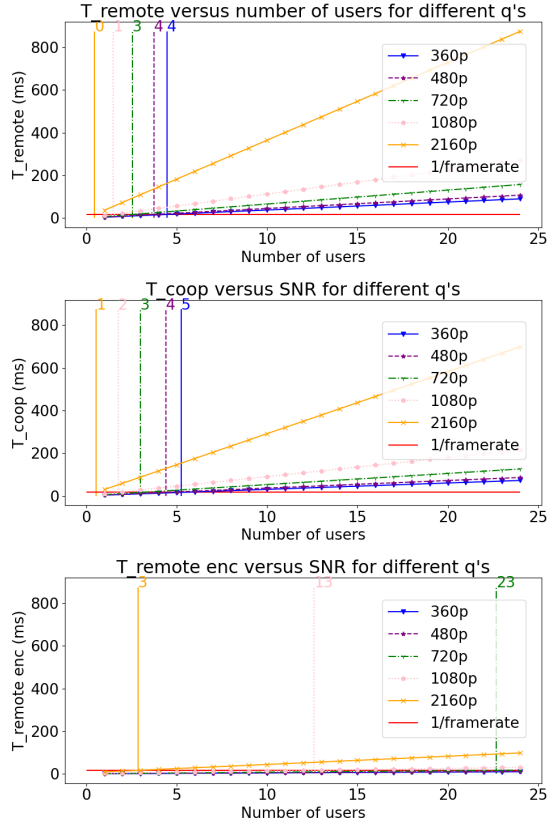 T_remote versus number of users for different q's
0 1 3 4 4
800
600
400
200
0
T_remote (ms)
360p
480p
720p
1080p
2160p
1/framerate
0 5 10 15 20 25
Number of users
T_coop versus SNR for different q's
1 2 3 4 5
800
600
400
200
0
T_coop (ms)
360p
480p
720p
1080p
2160p
1/framerate
0 5 10 15 20 25
Number of users
T_remote enc versus SNR for different q's
3 13 23
800
600
400
200
0
T_remote enc (ms)
360p
480p
720p
1080p
2160p
1/framerate
0 5 10 15 20 25
Number of users